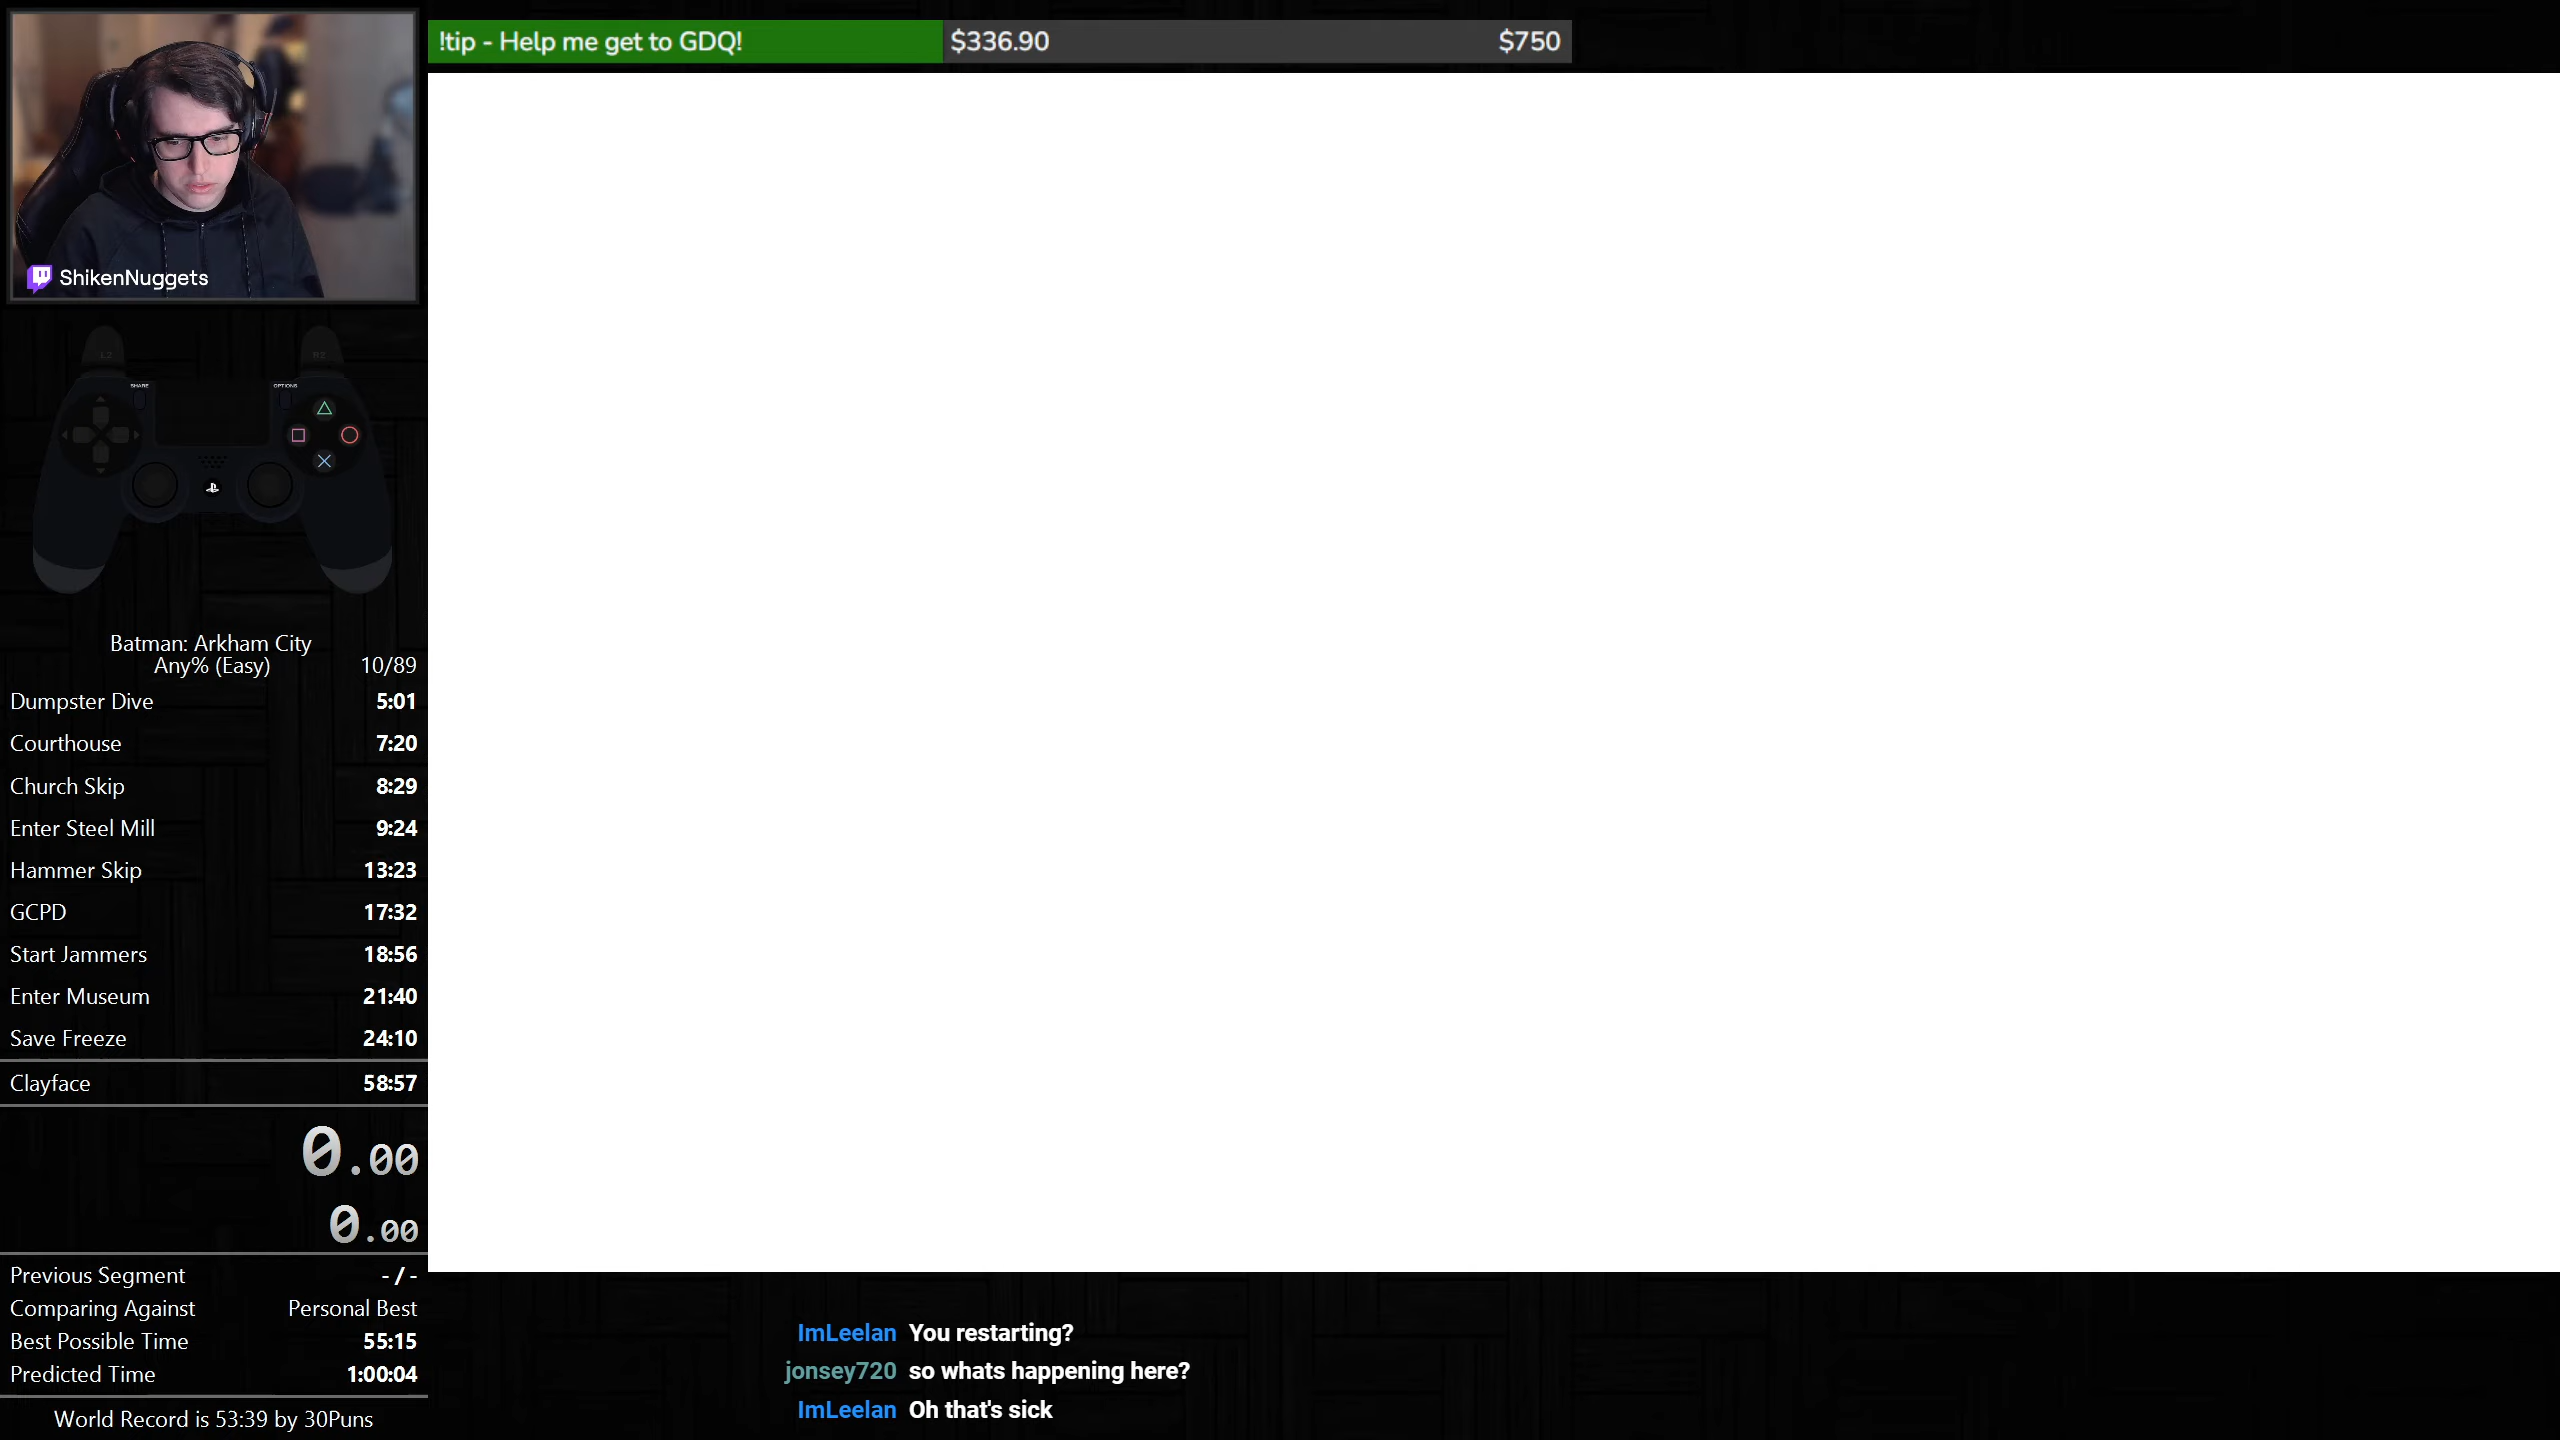 !tip - Help me get to GDQ! $336.90 $750
ShikenNuggets
L2 R2
SHARE OPTIONS
Batman: Arkham City
Any% (Easy) 10/89
Dumpster Dive 5:01
Courthouse 7:20
Church Skip 8:29
Enter Steel Mill 9:24
Hammer Skip 13:23
GCPD 17:32
Start Jammers 18:56
Enter Museum 21:40
Save Freeze 24:10
Clayface 58:57
0.00
0.00
Previous Segment - / -
Comparing Against Personal Best
Best Possible Time 55:15
Predicted Time 1:00:04
World Record is 53:39 by 30Puns
ImLeelan You restarting?
jonsey720 so whats happening here?
ImLeelan Oh that's sick